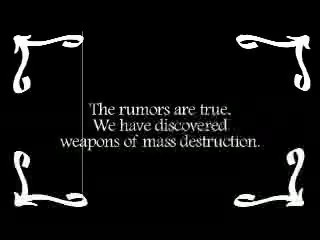 The rumors are true.
We have discovered
weapons of mass destruction.